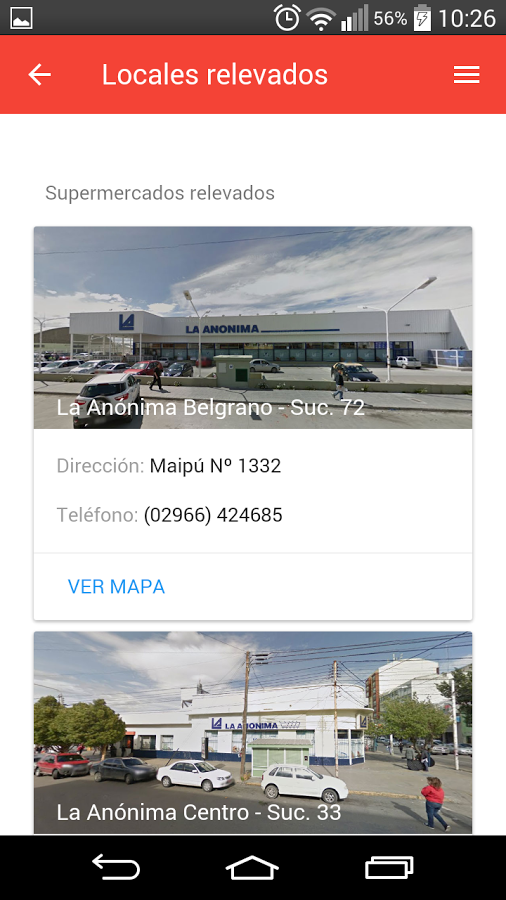 56% 10:26
Locales relevados
Supermercados relevados
LA ANONIMA
La Anónima Belgrano - Suc. 72
Dirección: Maipú Nº 1332
Teléfono: (02966) 424685
VER MAPA
LA ANONIMA
La Anónima Centro - Suc. 33